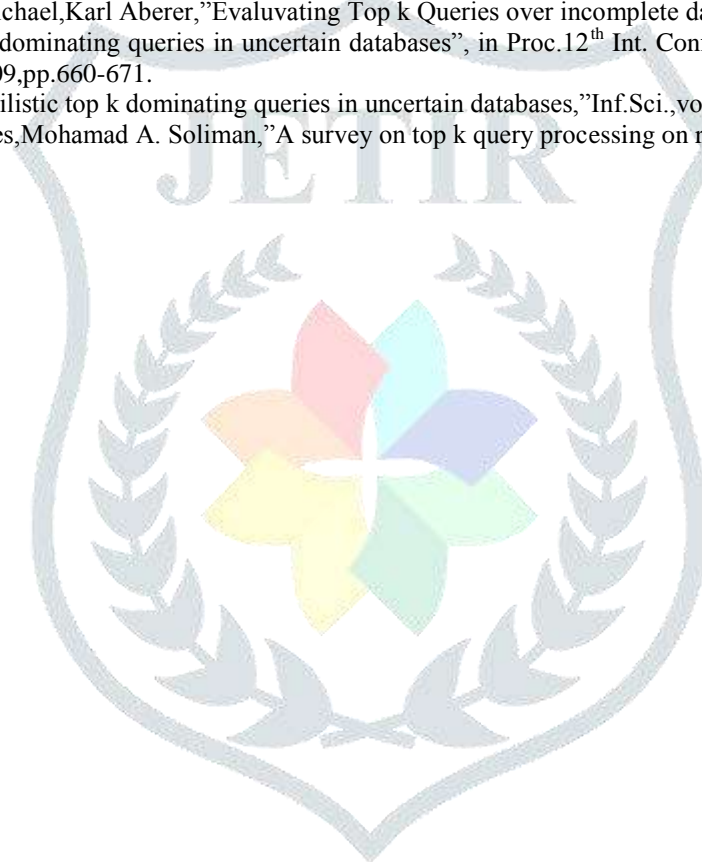 ichael,Karl Aberer,”Evaluvating Top k Queries over incomplete da
dominating queries in uncertain databases”, in Proc.12th Int. Conf
09,pp.660-671.
ilistic top k dominating queries in uncertain databases,”Inf.Sci.,vo
es,Mohamad A. Soliman,”A survey on top k query processing on r
JETIR